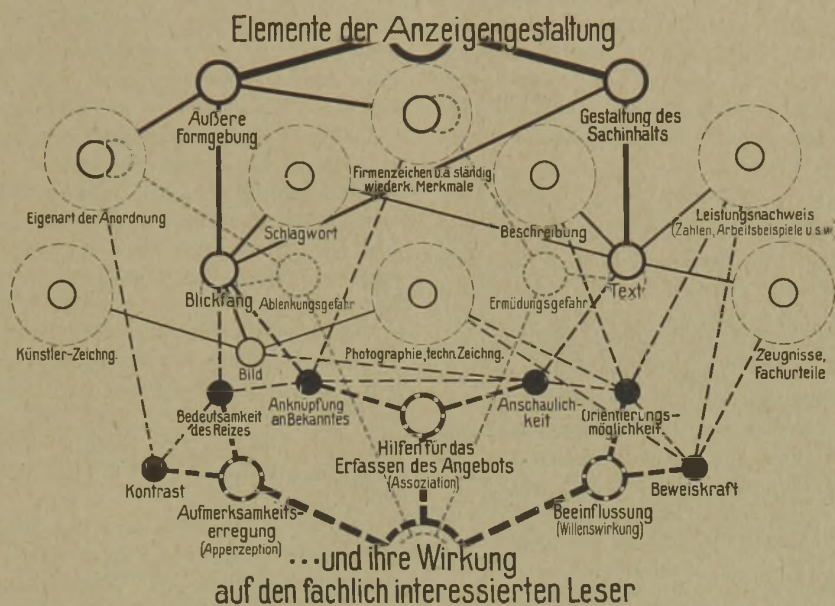 Elemente der Anzeigengestaltung
Äußere
Formgebung
Gestaltung des
Sachinhalts
Firmenzeichen u.a. ständig
wiederk. Merkmale
Eigenart der Anordnung
Schlagwort
Beschreibung
Leistungsnachweis
(Zahlen, Arbeitsbeispiele u.s.w.
Blickfang
Ablenkungsgefahr
Ermüdungsgefahr
Text
Künstler-Zeichng.
Bild
Photographie, techn. Zeichng.
Zeugnisse,
Fachurteile
Bedeutsamkeit
des Reizes
Anknüpfung
an Bekanntes
Anschaulich-
keit
Orientierungs-
möglichkeit
Hilfen für das
Erfassen des Angebots
(Assoziation)
Kontrast
Beweiskraft
Aufmerksamkeits-
erregung
(Apperzeption)
Beeinflussung
(Willenswirkung)
...und ihre Wirkung
auf den fachlich interessierten Leser